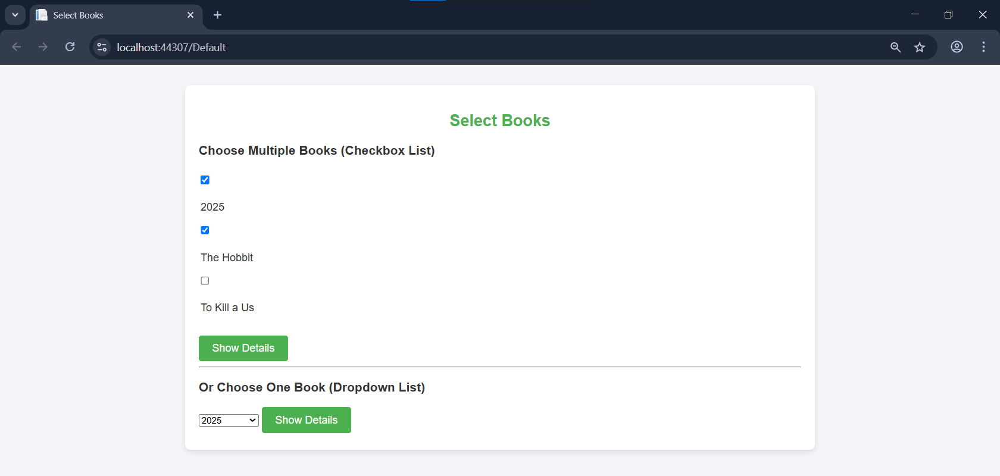 Select Books
localhost:44307/Default
Select Books
Choose Multiple Books (Checkbox List)
2025
The Hobbit
To Kill a Us
Show Details
Or Choose One Book (Dropdown List)
2025 Show Details